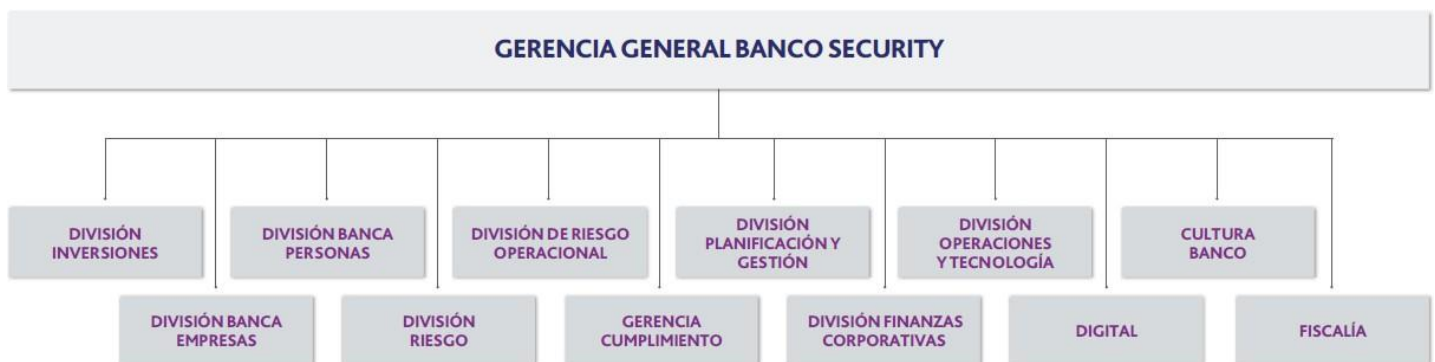 GERENCIA GENERAL BANCO SECURITY
DIVISIÓN
INVERSIONES
DIVISIÓN BANCA
PERSONAS
DIVISIÓN DE RIESGO
OPERACIONAL
DIVISIÓN
PLANIFICACIÓN Y
GESTIÓN
DIVISIÓN
OPERACIONES
Y TECNOLOGÍA
CULTURA
BANCO
DIVISIÓN BANCA
EMPRESAS
DIVISIÓN
RIESGO
GERENCIA
CUMPLIMIENTO
DIVISIÓN FINANZAS
CORPORATIVAS
DIGITAL
FISCALÍA